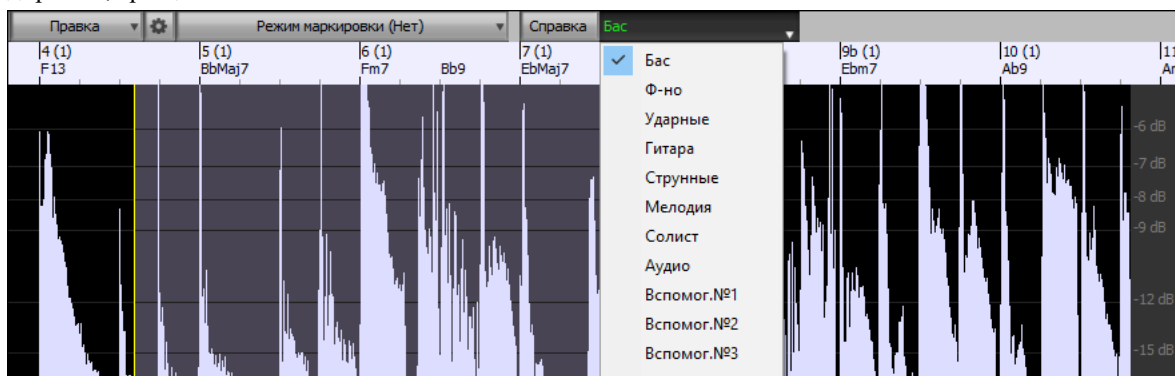 Правка Режим маркировки (Нет) Справка Бас
4 (1) 5 (1) 6 (1) 7 (1) 9b (1) 10 (1) 11
F13 BbMaj7 Fm7 Bb9 EbMaj7 Ebm7 Ab9
Бас
Ф-но
Ударные
Гитара
Струнные
Мелодия
Солист
Аудио
Вспомог.№1
Вспомог.№2
Вспомог.№3
-6 dB
-7 dB
-8 dB
-9 dB
-12 dB
-15 dB